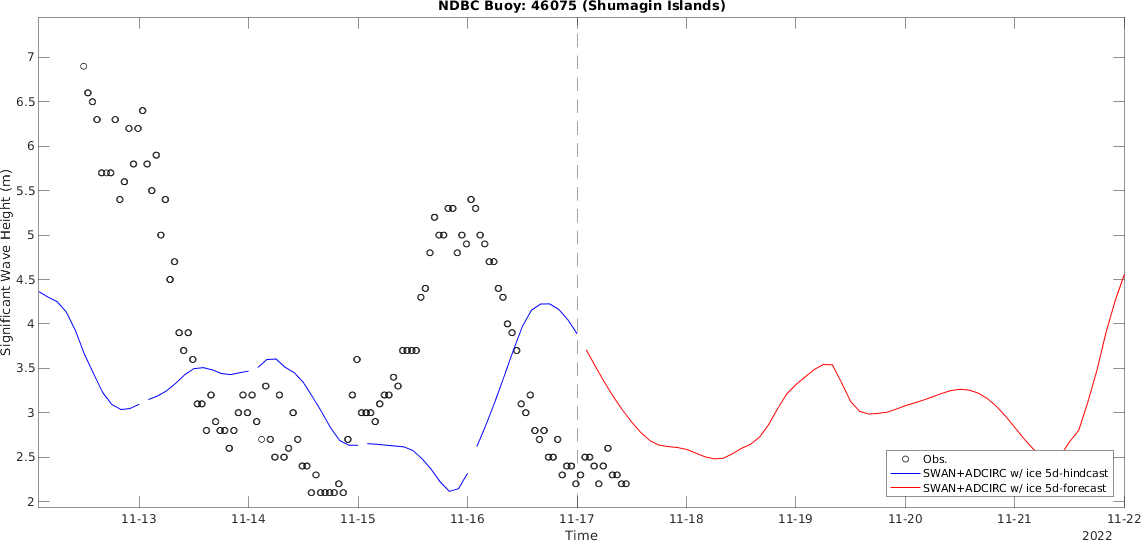 NDBC Buoy: 46075 (Shumagin Islands)
Significant Wave Height (m)
7
6.5
6
5.5
5
4.5
4
3.5
3
2.5
2
Obs.
SWAN+ADCIRC w/ ice 5d-hindcast
SWAN+ADCIRC w/ ice 5d-forecast
11-13 11-14 11-15 11-16 11-17 11-18 11-19 11-20 11-21 11-22
Time
2022